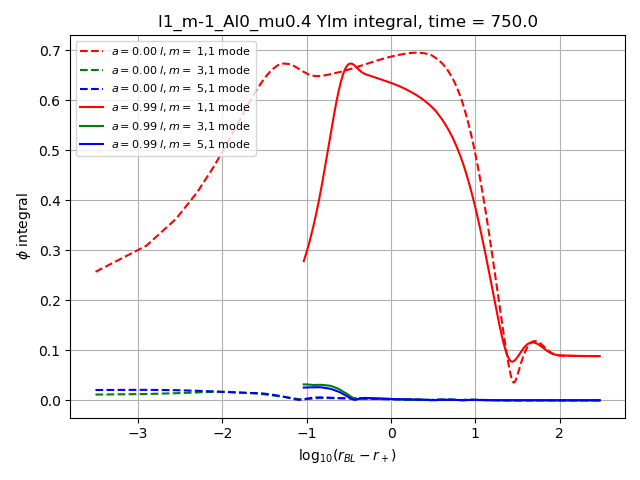 l1_m-1_Al0_mu0.4 Ylm integral, time = 750.0
a = 0.00 l, m = 1,1 mode
a = 0.00 l, m = 3,1 mode
a = 0.00 l, m = 5,1 mode
a = 0.99 l, m = 1,1 mode
a = 0.99 l, m = 3,1 mode
a = 0.99 l, m = 5,1 mode
ϕ integral
0.7
0.6
0.5
0.4
0.3
0.2
0.1
0.0
−3 −2 −1 0 1 2
log₁₀(r_BL − r₊)